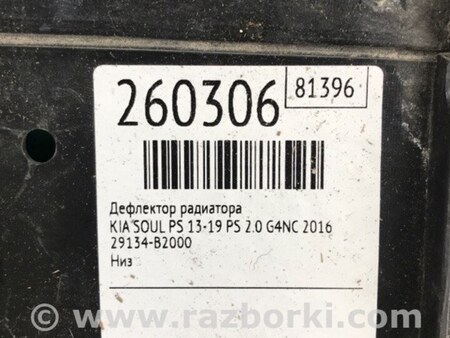 260306
81396
Дефлектор радиатора
KIA SOUL PS 13-19 PS 2.0 G4NC 2016
29134-B2000
Низ
© www.razborki.com